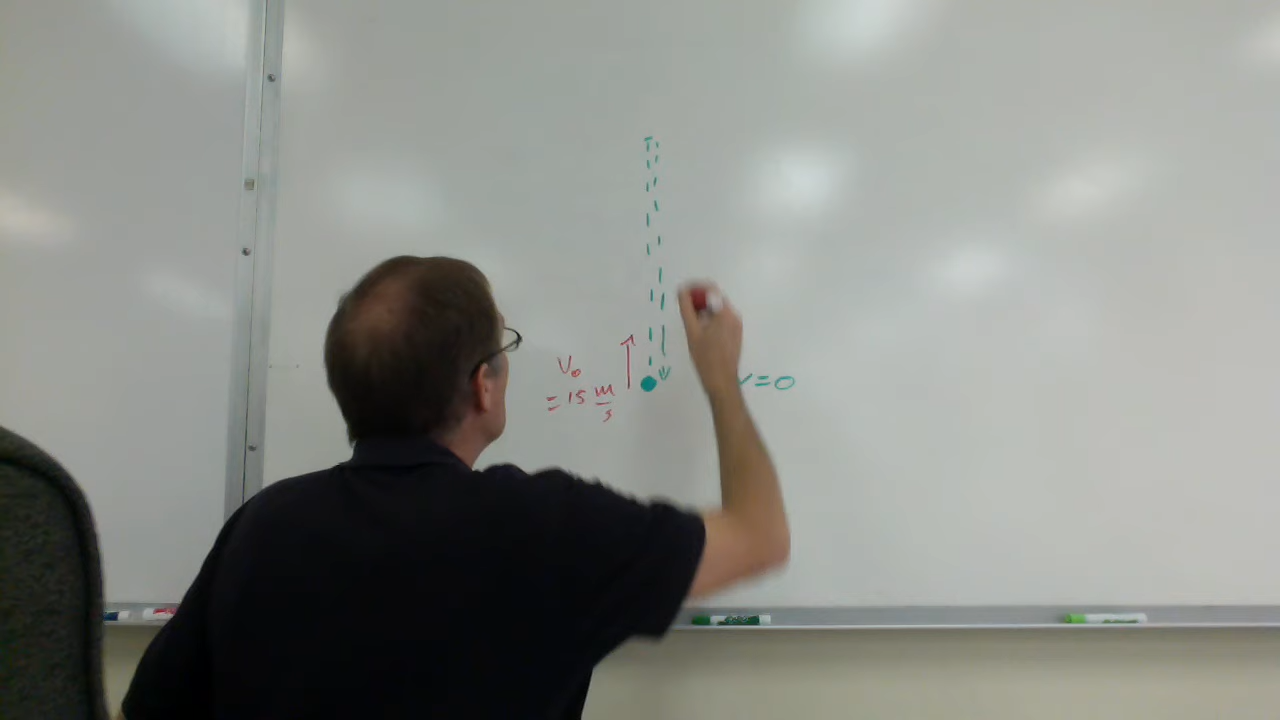 V₀
= 15 m/s
v = 0